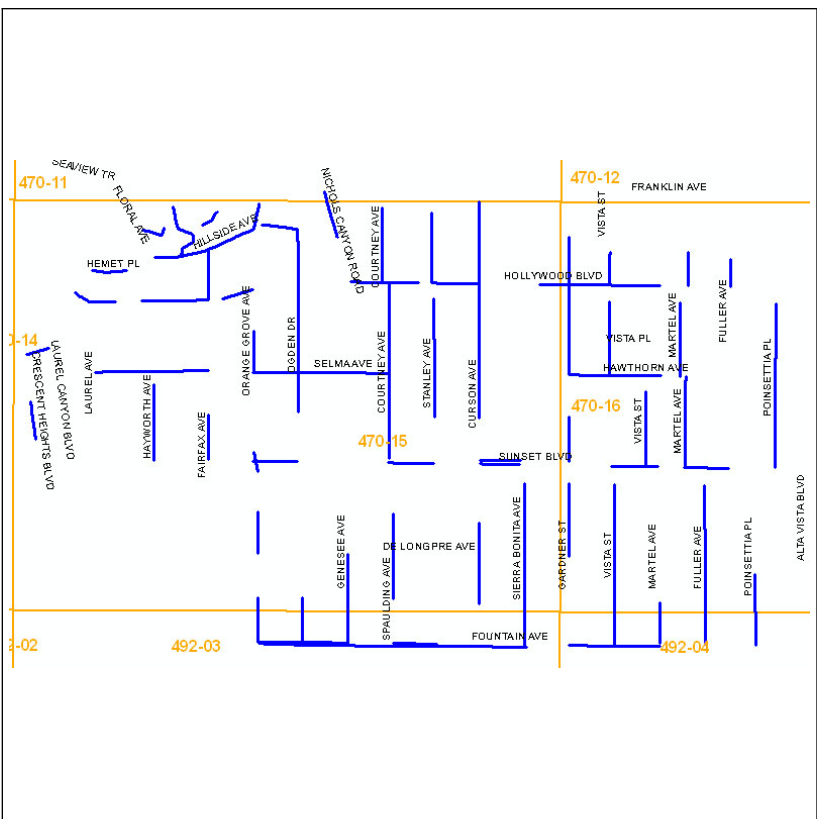 SEAVIEW TR
470-11
470-12
FRANKLIN AVE
FLORAL AVE
NICHOLS CANYON ROAD
COURTNEY AVE
VISTA ST
HILLSIDE AVE
HEMET PL
HOLLYWOOD BLVD
ORANGE GROVE AVE
FULLER AVE
OGDEN DR
MARTEL AVE
VISTA PL
POINSETTIA PL
-14
LAUREL CANYON BLVD
CRESCENT HEIGHTS BLVD
LAUREL AVE
SELMA AVE
COURTNEY AVE
STANLEY AVE
CURSON AVE
HAWTHORN AVE
HAYWORTH AVE
FAIRFAX AVE
470-16
VISTA ST
MARTEL AVE
470-15
SUNSET BLVD
ALTA VISTA BLVD
GENESEE AVE
DE LONGPRE AVE
SPAULDING AVE
SIERRA BONITA AVE
GARDNER ST
VISTA ST
MARTEL AVE
FULLER AVE
POINSETTIA PL
FOUNTAIN AVE
-02
492-03
492-04